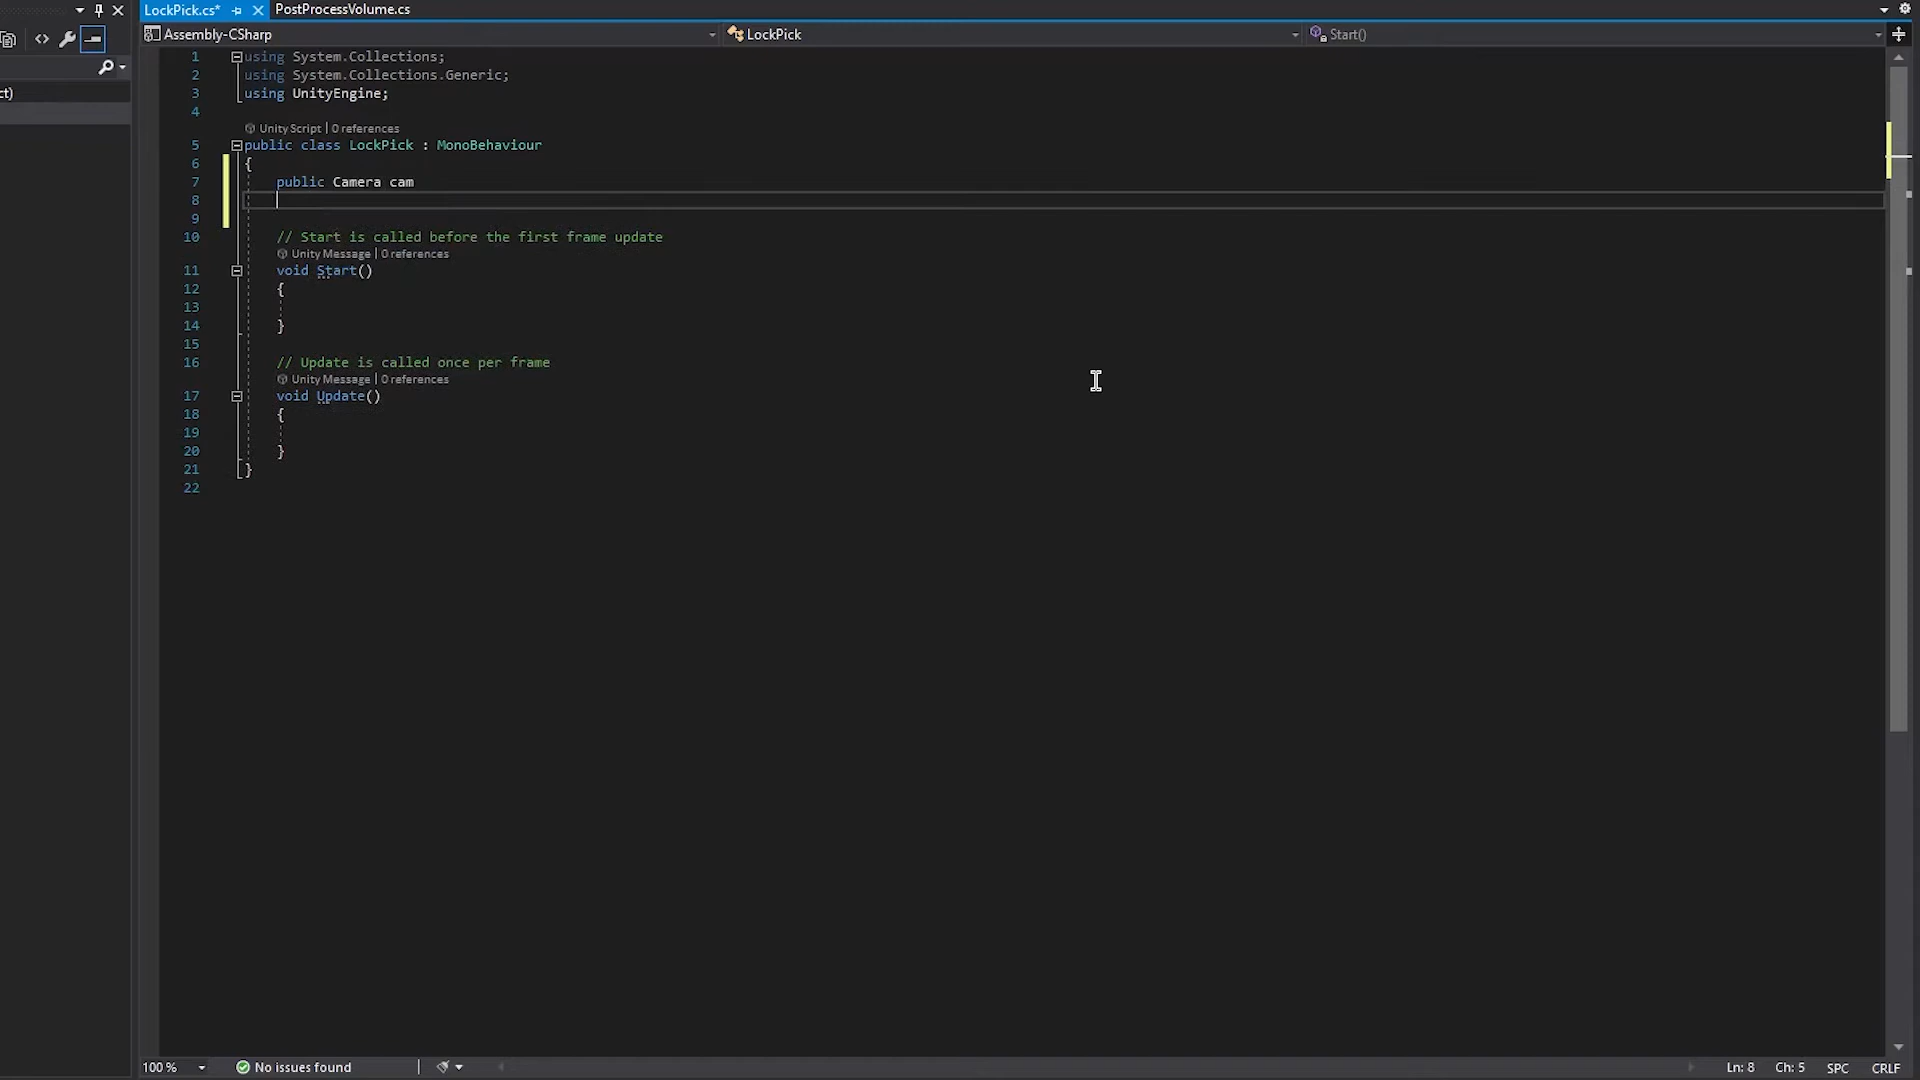 LockPick.cs*
PostProcessVolume.cs
ct)
Assembly-CSharp
LockPick
Start()
1 using System.Collections;
2 using System.Collections.Generic;
3 using UnityEngine;
4
Unity Script | 0 references
5 public class LockPick : MonoBehaviour
6 {
7 public Camera cam
8
9
10 // Start is called before the first frame update
Unity Message | 0 references
11 void Start()
12 {
13
14 }
15
16 // Update is called once per frame
Unity Message | 0 references
17 void Update()
18 {
19
20 }
21 }
22
100 %
No issues found
Ln: 8
Ch: 5
SPC
CRLF